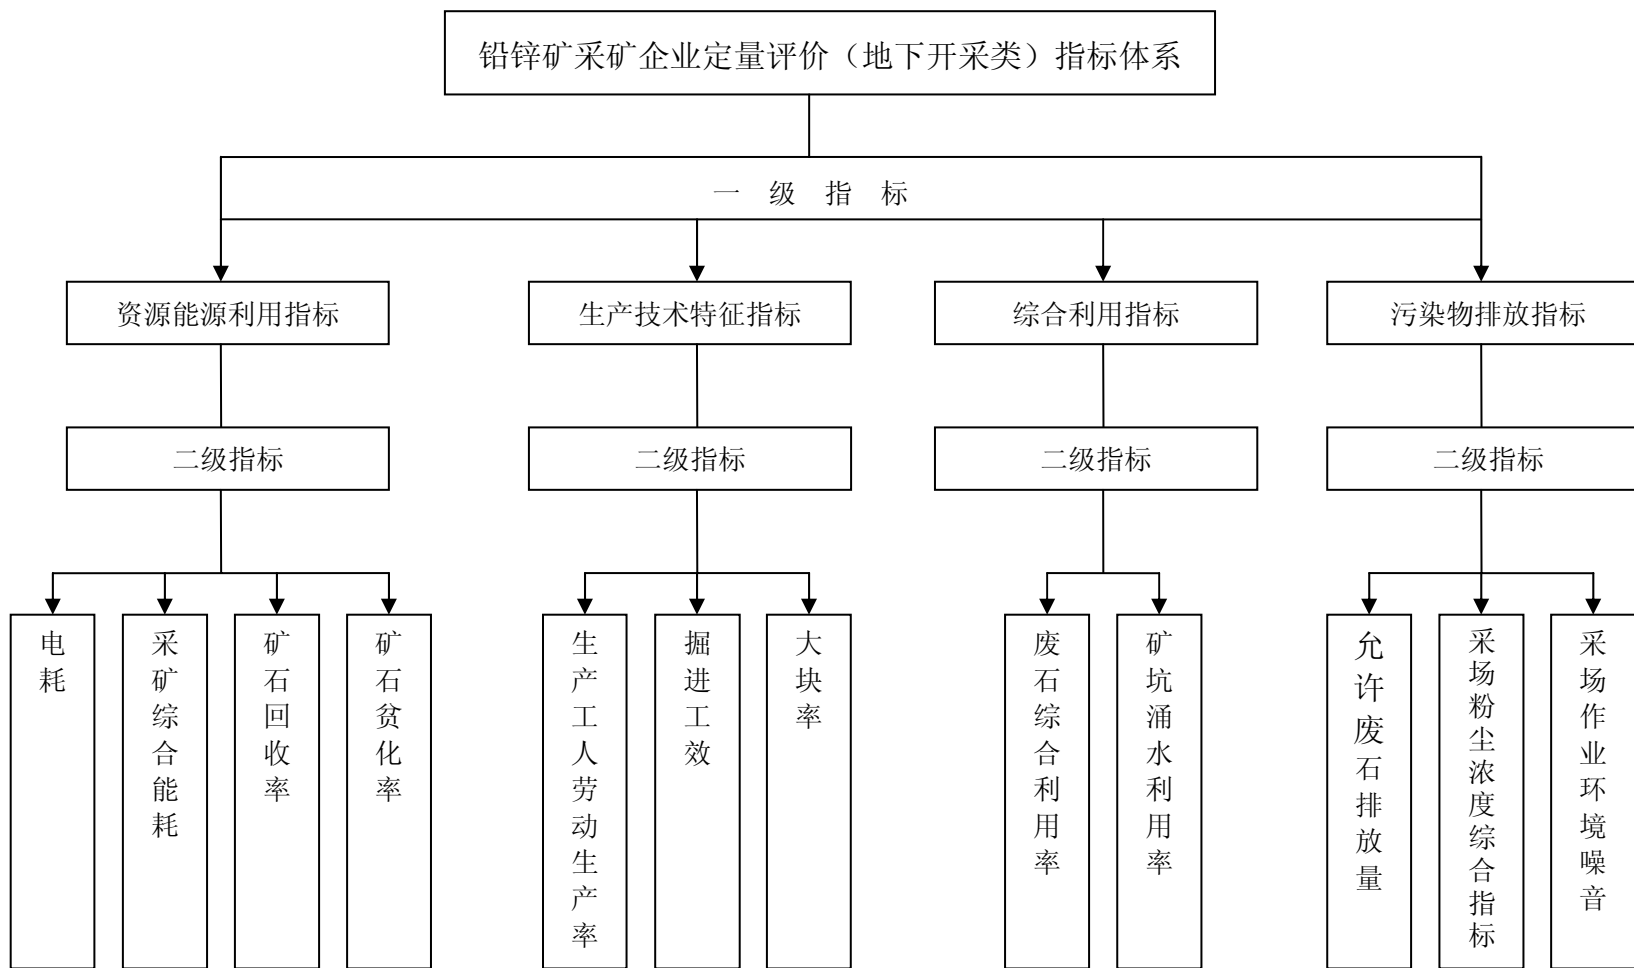 铅锌矿采矿企业定量评价（地下开采类）指标体系
一 级 指 标
资源能源利用指标
生产技术特征指标
综合利用指标
污染物排放指标
二级指标
二级指标
二级指标
二级指标
电耗
采矿综合能耗
矿石回收率
矿石贫化率
生产工人劳动生产率
掘进工效
大块率
废石综合利用率
矿坑涌水利用率
允许废石排放量
采场粉尘浓度综合指标
采场作业环境噪音